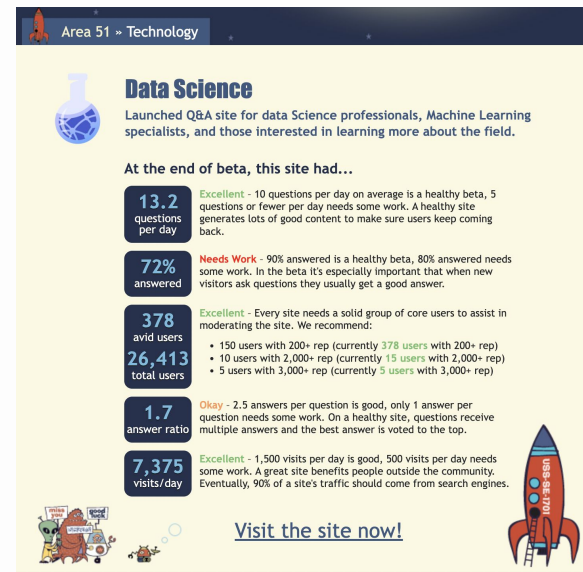 Area 51 » Technology
Data Science
Launched Q&A site for data Science professionals, Machine Learning
specialists, and those interested in learning more about the field.
At the end of beta, this site had...
13.2
questions
per day
Excellent - 10 questions per day on average is a healthy beta, 5
questions or fewer per day needs some work. A healthy site
generates lots of good content to make sure users keep coming
back.
72%
answered
Needs Work - 90% answered is a healthy beta, 80% answered needs
some work. In the beta it's especially important that when new
visitors ask questions they usually get a good answer.
378
avid users
26,413
total users
Excellent - Every site needs a solid group of core users to assist in
moderating the site. We recommend:
• 150 users with 200+ rep (currently 378 users with 200+ rep)
• 10 users with 2,000+ rep (currently 15 users with 2,000+ rep)
• 5 users with 3,000+ rep (currently 5 users with 3,000+ rep)
1.7
answer ratio
Okay - 2.5 answers per question is good, only 1 answer per
question needs some work. On a healthy site, questions receive
multiple answers and the best answer is voted to the top.
7,375
visits/day
Excellent - 1,500 visits per day is good, 500 visits per day needs
some work. A great site benefits people outside the community.
Eventually, 90% of a site's traffic should come from search engines.
USS-SE-1701
miss
you
good
luck
Visit the site now!